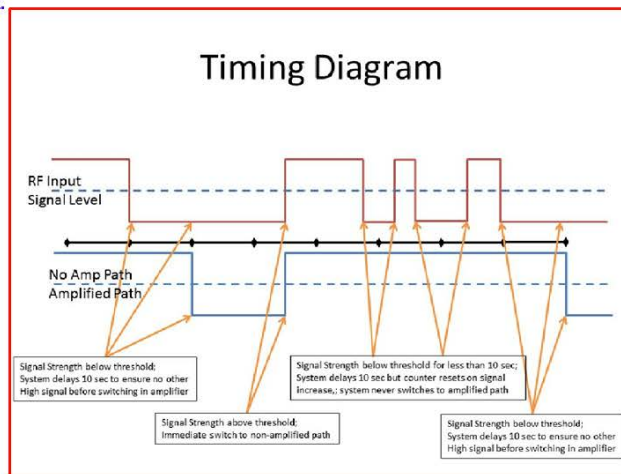 Timing Diagram
RF Input
Signal Level
No Amp Path
Amplified Path
Signal Strength below threshold;
System delays 10 sec to ensure no other
High signal before switching in amplifier
Signal Strength above threshold;
Immediate switch to non-amplified path
Signal Strength below threshold for less than 10 sec;
System delays 10 sec but counter resets on signal
increase,; system never switches to amplified path
Signal Strength below threshold;
System delays 10 sec to ensure no other
High signal before switching in amplifier